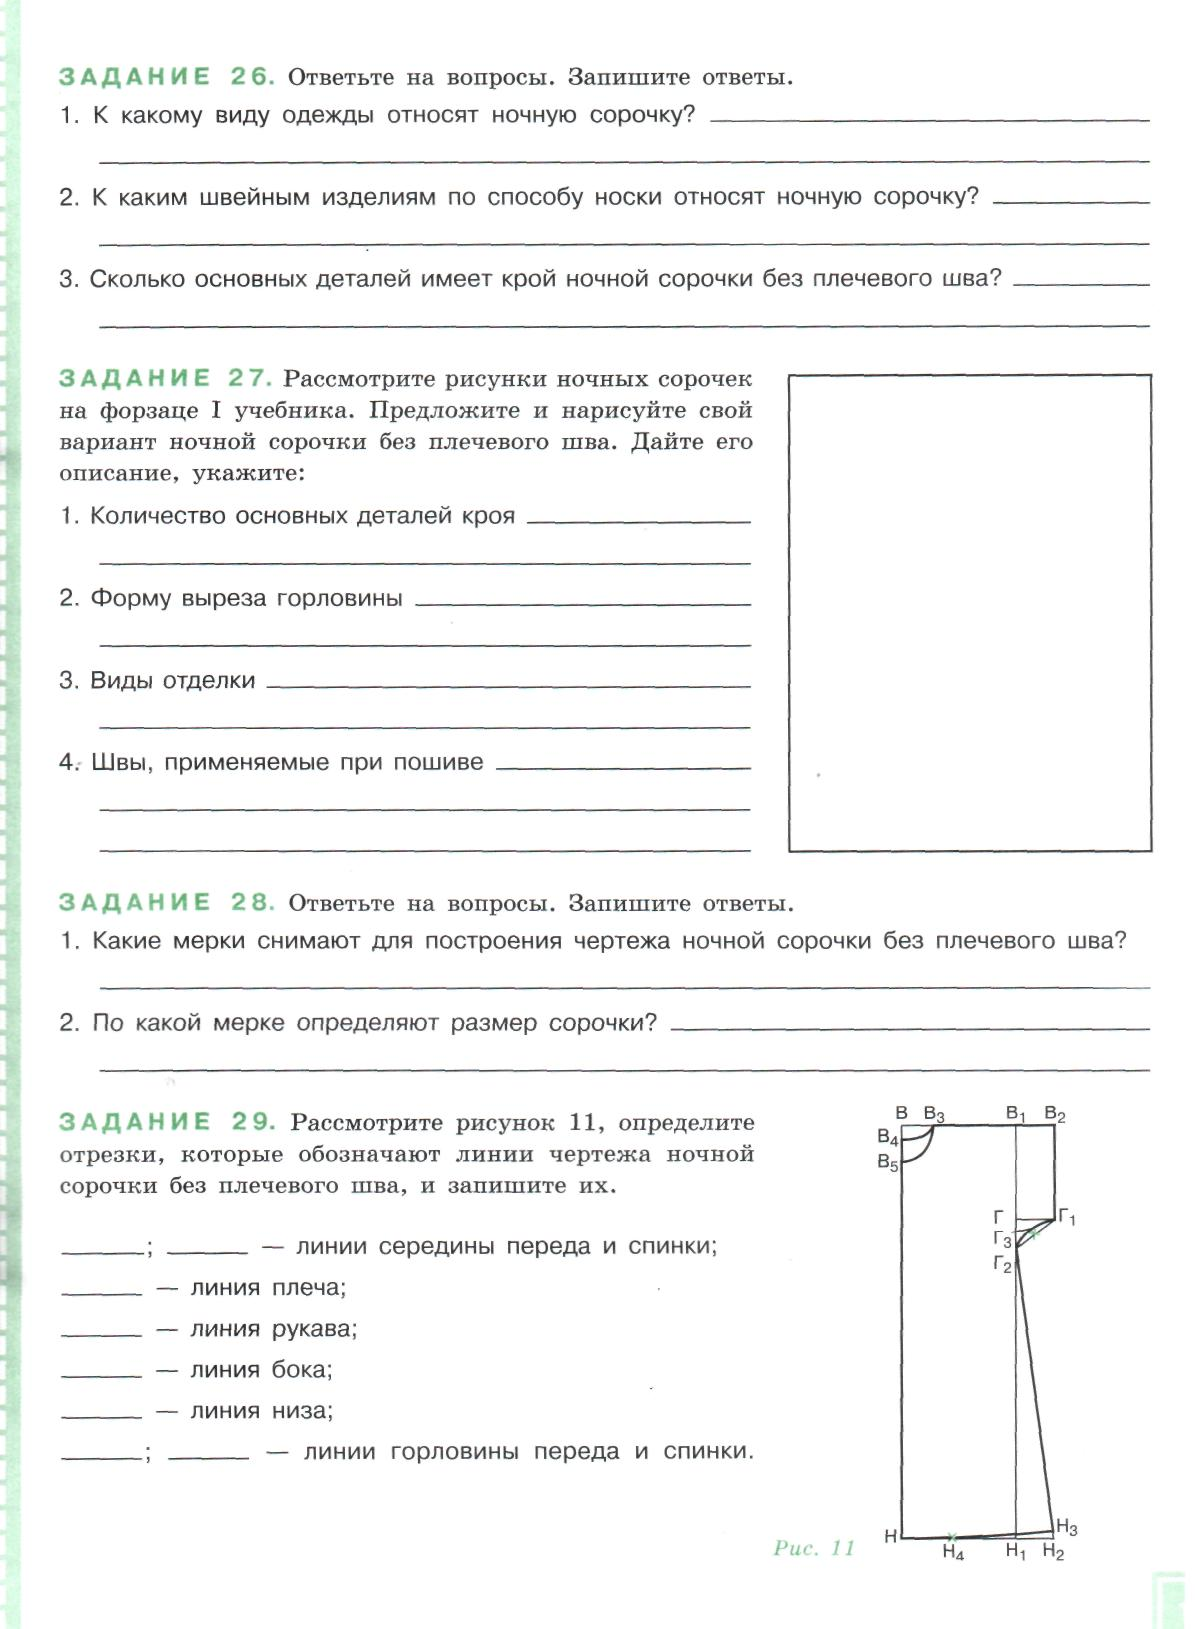 ЗАДАНИЕ 26. Ответьте на вопросы. Запишите ответы.
1. К какому виду одежды относят ночную сорочку?
2. К каким швейным изделиям по способу носки относят ночную сорочку?
3. Сколько основных деталей имеет крой ночной сорочки без плечевого шва?
ЗАДАНИЕ 27. Рассмотрите рисунки ночных сорочек
на форзаце I учебника. Предложите и нарисуйте свой
вариант ночной сорочки без плечевого шва. Дайте его
описание, укажите:
1. Количество основных деталей кроя
2. Форму выреза горловины
3. Виды отделки
4. Швы, применяемые при пошиве
ЗАДАНИЕ 28. Ответьте на вопросы. Запишите ответы.
1. Какие мерки снимают для построения чертежа ночной сорочки без плечевого шва?
2. По какой мерке определяют размер сорочки?
ЗАДАНИЕ 29. Рассмотрите рисунок 11, определите
отрезки, которые обозначают линии чертежа ночной
сорочки без плечевого шва, и запишите их.
; — линии середины переда и спинки;
— линия плеча;
— линия рукава;
— линия бока;
— линия низа;
; — линии горловины переда и спинки.
В В3 В1 В2
В4
В5
Г Г1
Г3
Г2
Н Н3
Н4 Н1 Н2
Рис. 11